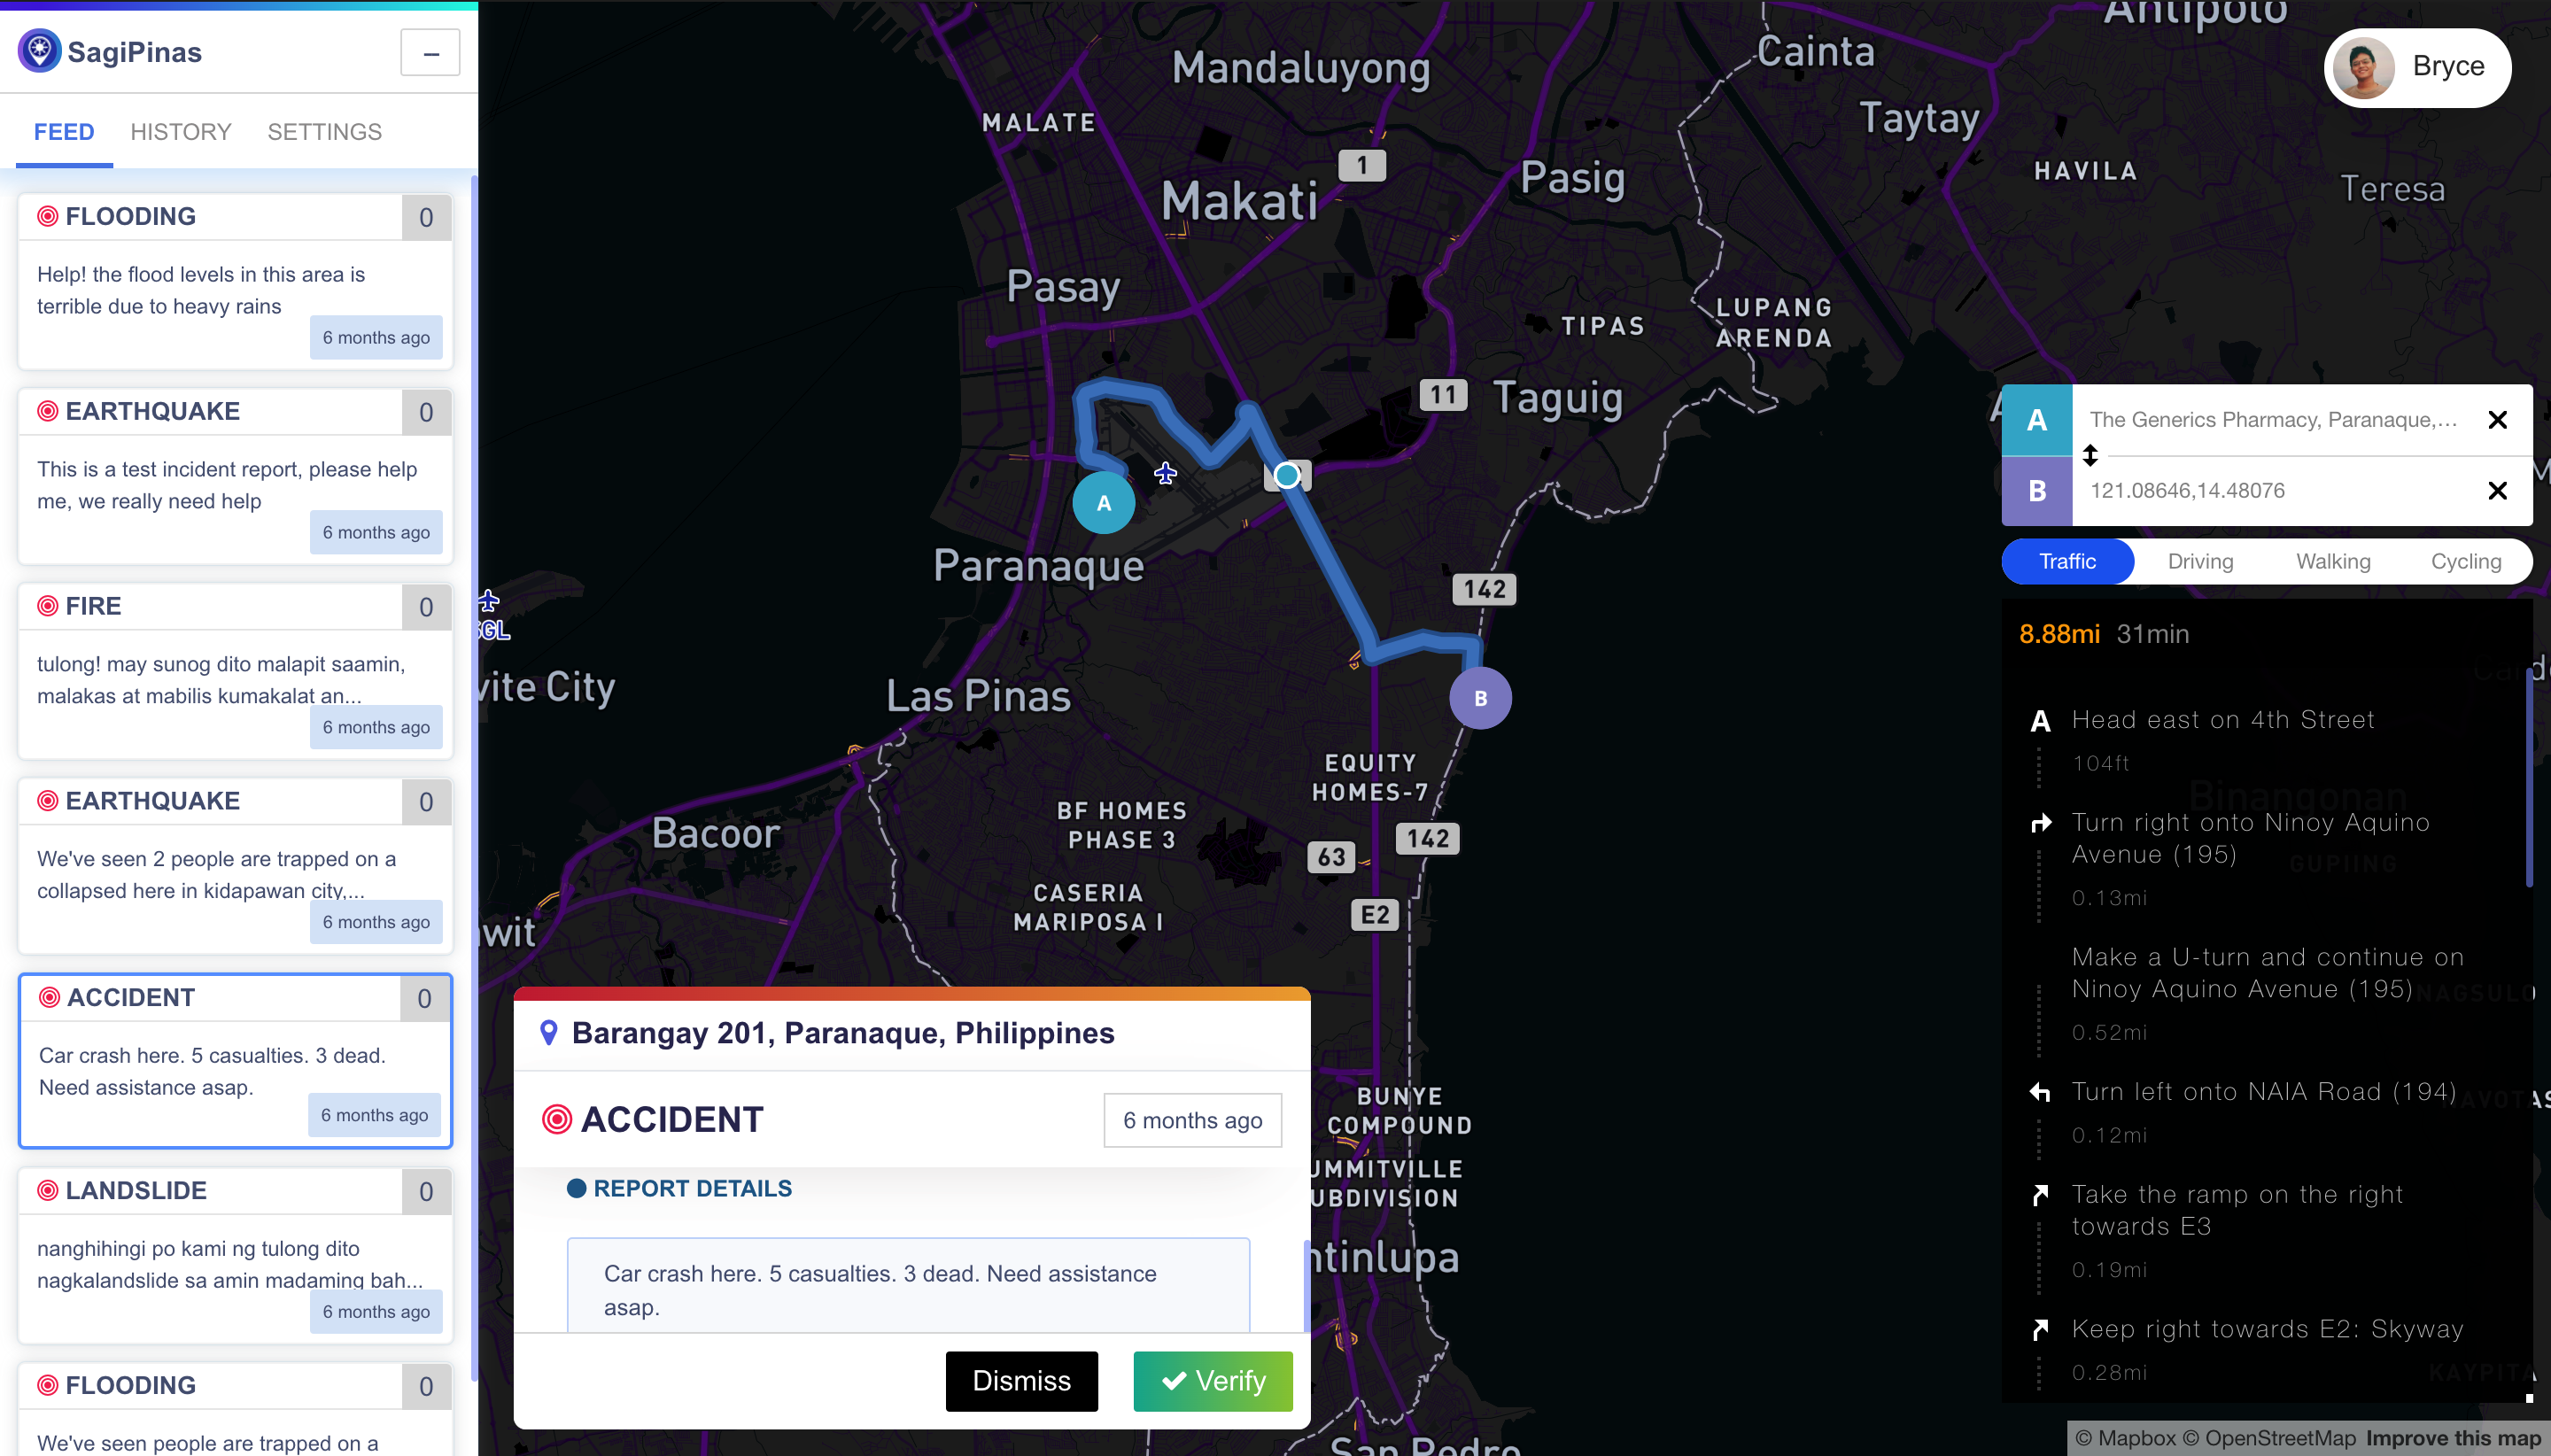 SagiPinas
–
FEED HISTORY SETTINGS
FLOODING 0
Help! the flood levels in this area is
terrible due to heavy rains
6 months ago
EARTHQUAKE 0
This is a test incident report, please help
me, we really need help
6 months ago
FIRE 0
tulong! may sunog dito malapit saamin,
malakas at mabilis kumakalat an...
6 months ago
EARTHQUAKE 0
We've seen 2 people are trapped on a
collapsed here in kidapawan city,...
6 months ago
ACCIDENT 0
Car crash here. 5 casualties. 3 dead.
Need assistance asap.
6 months ago
LANDSLIDE 0
nanghihingi po kami ng tulong dito
nagkalandslide sa amin madaming bah...
6 months ago
FLOODING 0
We've seen people are trapped on a
Antipolo
Mandaluyong
Cainta
MALATE
Taytay
1
HAVILA
Makati
Pasig
Teresa
Pasay
LUPANG
ARENDA
TIPAS
11
Taguig
A
Paranaque
142
SGL
vite City
Las Pinas
B
EQUITY
HOMES-7
BF HOMES
PHASE 3
Bacoor
142
63
CASERIA
MARIPOSA I
E2
wit
BUNYE
COMPOUND
UMMITVILLE
UBDIVISION
ntinlupa
San Pedro
Barangay 201, Paranaque, Philippines
ACCIDENT
6 months ago
REPORT DETAILS
Car crash here. 5 casualties. 3 dead. Need assistance
asap.
Dismiss
Verify
Bryce
A The Generics Pharmacy, Paranaque,...
B 121.08646,14.48076
Traffic Driving Walking Cycling
8.88mi 31min
A Head east on 4th Street
104ft
Binangonan
Turn right onto Ninoy Aquino
Avenue (195)
GUPIING
0.13mi
Make a U-turn and continue on
Ninoy Aquino Avenue (195)
0.52mi
Turn left onto NAIA Road (194)
0.12mi
Take the ramp on the right
towards E3
0.19mi
Keep right towards E2: Skyway
0.28mi
© Mapbox © OpenStreetMap Improve this map